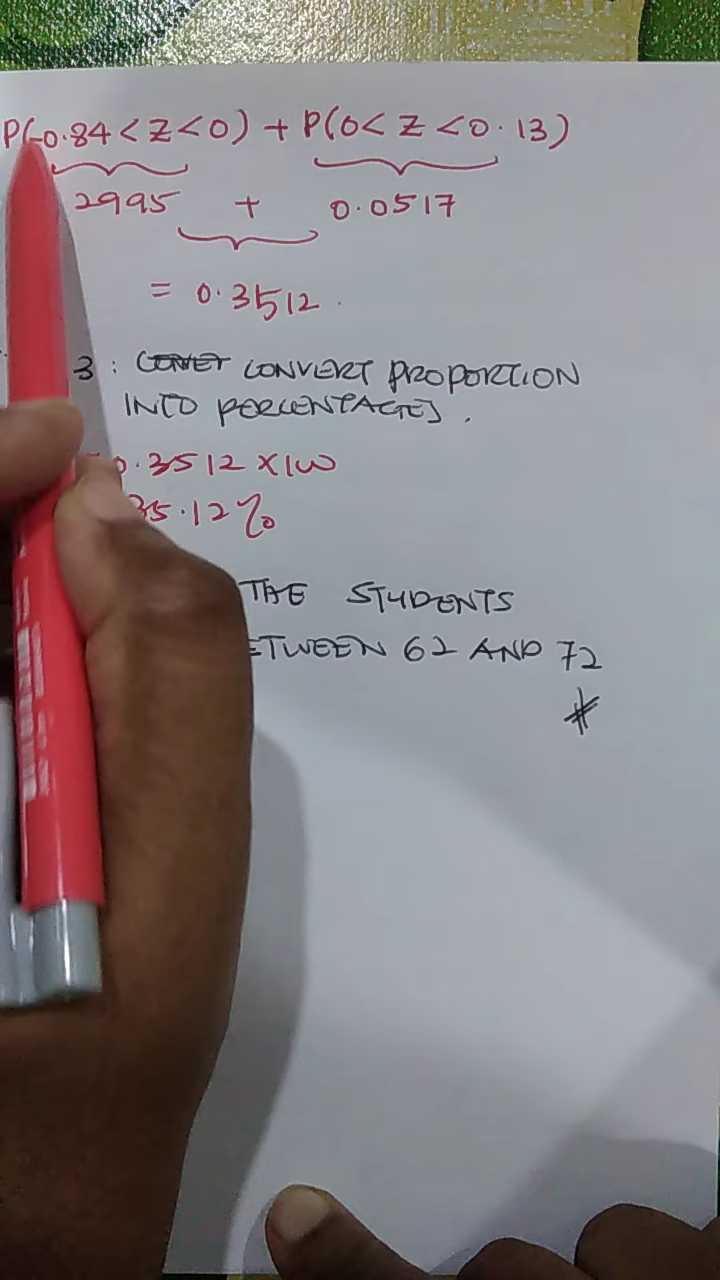 P(-0.84 < Z < 0) + P(0 < Z < 0.13)
2995 + 0.0517
= 0.3512.
3: CONVERT PROPORTION
INTO PERCENTAGES.
0.3512 X100
35.12%
THE STUDENTS
ETWEEN 62 AND 72